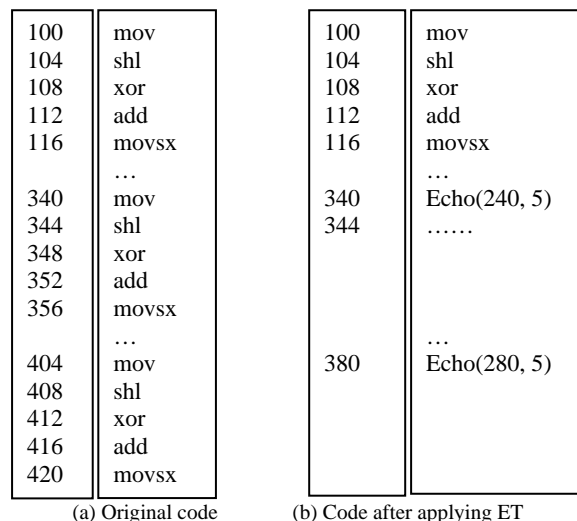 100 mov 100 mov
104 shl 104 shl
108 xor 108 xor
112 add 112 add
116 movsx 116 movsx
… …
340 mov 340 Echo(240, 5)
344 shl 344 ……
348 xor
352 add
356 movsx
… …
404 mov 380 Echo(280, 5)
408 shl
412 xor
416 add
420 movsx
(a) Original code (b) Code after applying ET